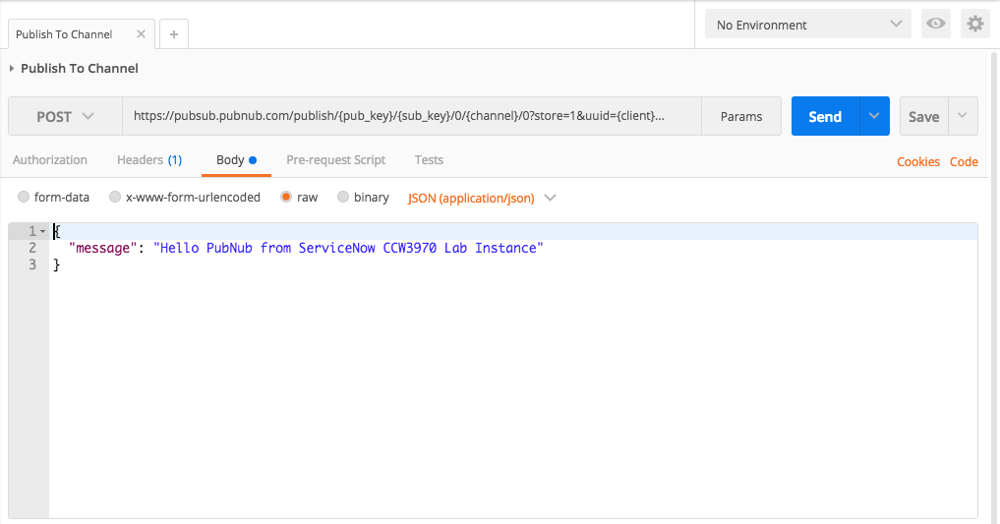 Publish To Channel
No Environment
Publish To Channel
POST https://pubsub.pubnub.com/publish/{pub_key}/{sub_key}/0/{channel}/0?store=1&uuid={client}... Params Send Save
Authorization Headers (1) Body Pre-request Script Tests Cookies Code
form-data x-www-form-urlencoded raw binary JSON (application/json)
1 {
2 "message": "Hello PubNub from ServiceNow CCW3970 Lab Instance"
3 }